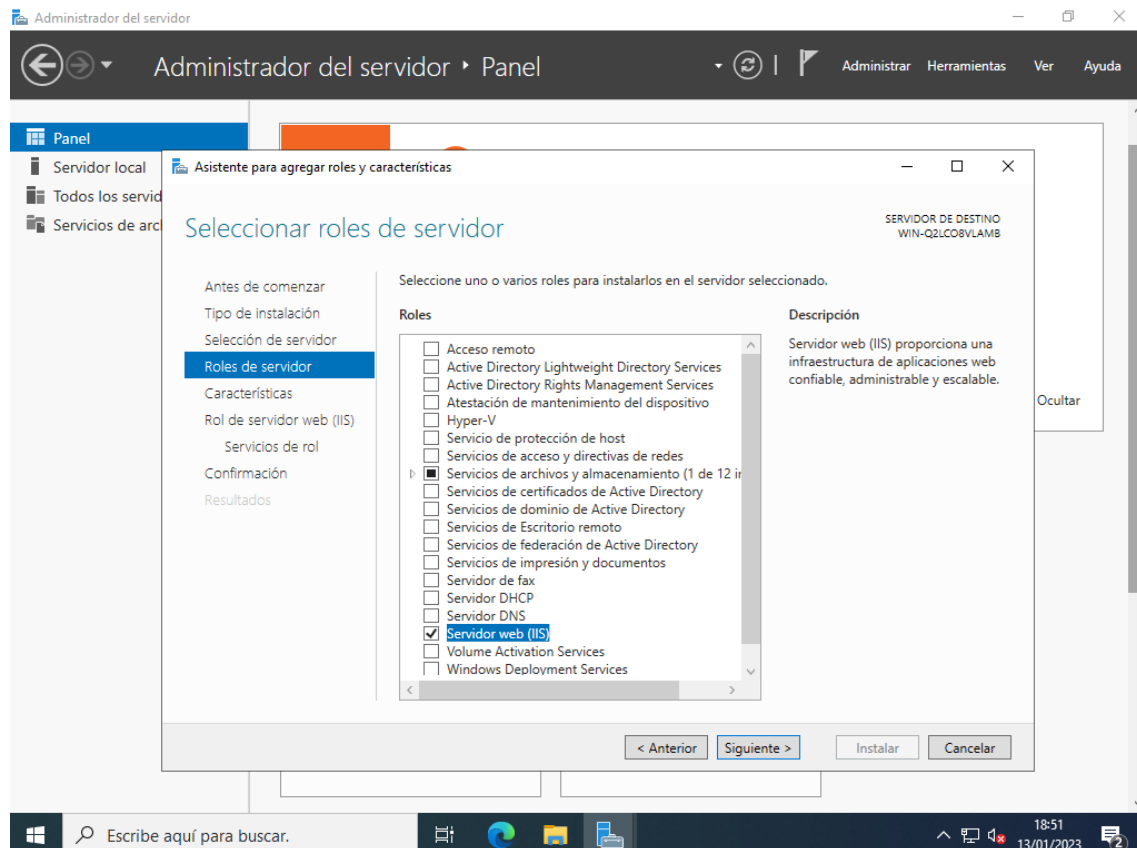 Administrador del servidor
Administrador del servidor ‣ Panel
Administrar Herramientas Ver Ayuda
Panel
Servidor local
Todos los servid
Servicios de arcl
Asistente para agregar roles y características
Seleccionar roles de servidor
SERVIDOR DE DESTINO
WIN-Q2LCO8VLAMB
Antes de comenzar
Tipo de instalación
Selección de servidor
Roles de servidor
Características
Rol de servidor web (IIS)
Servicios de rol
Confirmación
Resultados
Seleccione uno o varios roles para instalarlos en el servidor seleccionado.
Roles
Acceso remoto
Active Directory Lightweight Directory Services
Active Directory Rights Management Services
Atestación de mantenimiento del dispositivo
Hyper-V
Servicio de protección de host
Servicios de acceso y directivas de redes
Servicios de archivos y almacenamiento (1 de 12 in
Servicios de certificados de Active Directory
Servicios de dominio de Active Directory
Servicios de Escritorio remoto
Servicios de federación de Active Directory
Servicios de impresión y documentos
Servidor de fax
Servidor DHCP
Servidor DNS
Servidor web (IIS)
Volume Activation Services
Windows Deployment Services
Descripción
Servidor web (IIS) proporciona una
infraestructura de aplicaciones web
confiable, administrable y escalable.
Ocultar
< Anterior
Siguiente >
Instalar
Cancelar
Escribe aquí para buscar.
18:51
13/01/2023
2